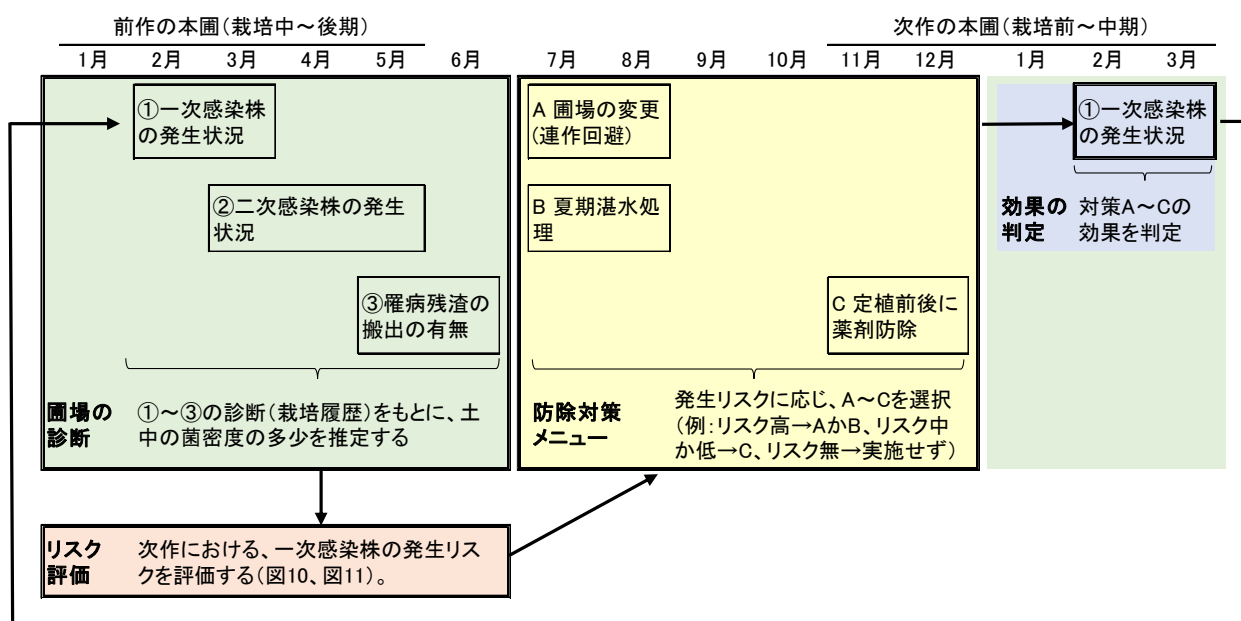 前作の本圃(栽培中～後期)
次作の本圃(栽培前～中期)
1月 2月 3月 4月 5月 6月 7月 8月 9月 10月 11月 12月 1月 2月 3月
①一次感染株
の発生状況
②二次感染株の発生
状況
③罹病残渣の
搬出の有無
圃場の
診断
①～③の診断(栽培履歴)をもとに、土
中の菌密度の多少を推定する
A 圃場の変更
(連作回避)
B 夏期湛水処
理
C 定植前後に
薬剤防除
防除対策
メニュー
発生リスクに応じ、A～Cを選択
(例：リスク高→AかB、リスク中
か低→C、リスク無→実施せず)
①一次感染株
の発生状況
効果の
判定
対策A～Cの
効果を判定
リスク
評価
次作における、一次感染株の発生リス
クを評価する(図10、図11)。